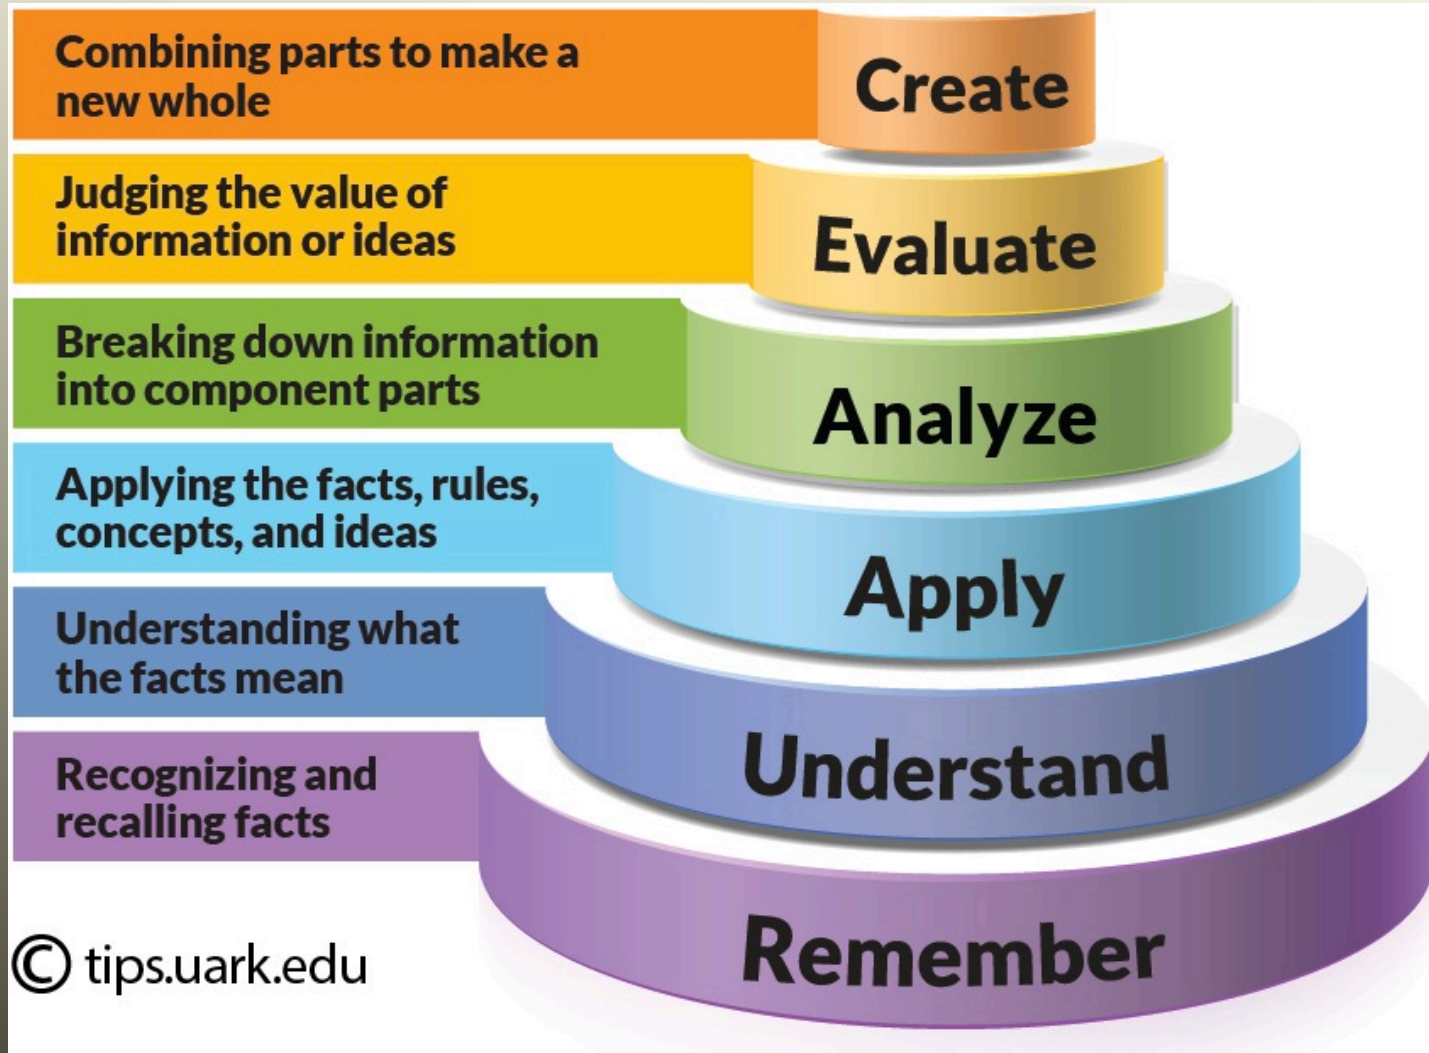 Combining parts to make a
new whole
Create
Judging the value of
information or ideas
Evaluate
Breaking down information
into component parts
Analyze
Applying the facts, rules,
concepts, and ideas
Apply
Understanding what
the facts mean
Understand
Recognizing and
recalling facts
Remember
© tips.uark.edu